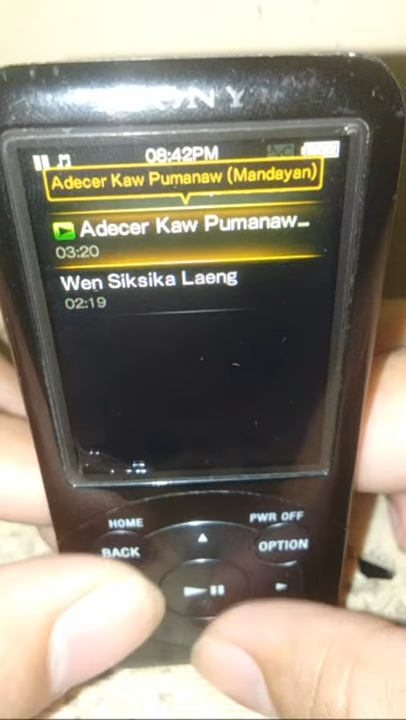 SONY
08:42PM
Adecer Kaw Pumanaw (Mandayan)
Adecer Kaw Pumanaw...
03:20
Wen Siksika Laeng
02:19
HOME
PWR OFF
BACK
OPTION